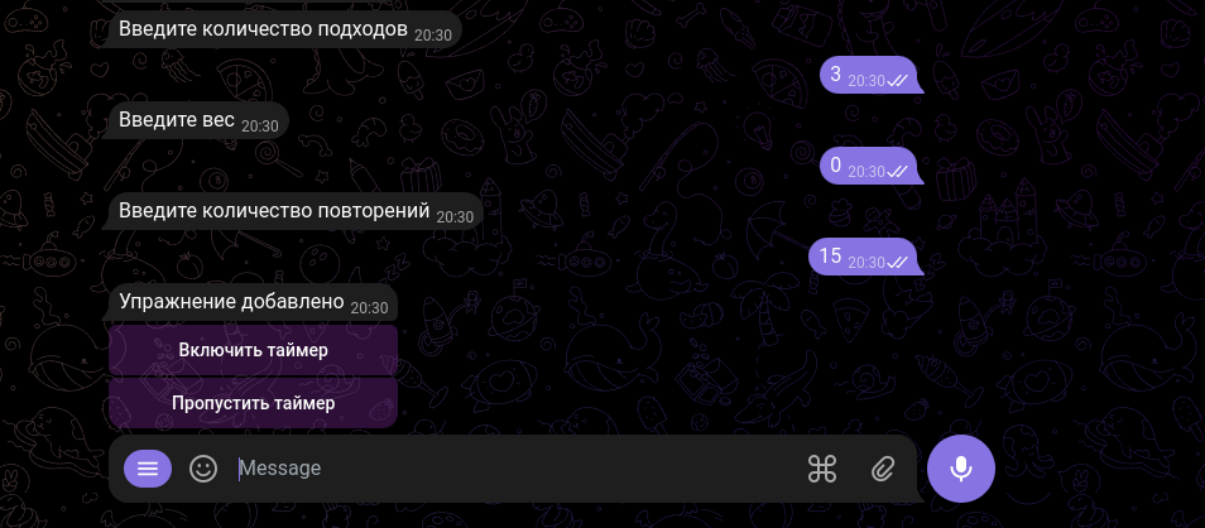 Введите количество подходов 20:30
3 20:30
Введите вес 20:30
0 20:30
Введите количество повторений 20:30
15 20:30
Упражнение добавлено 20:30
Включить таймер
Пропустить таймер
Message